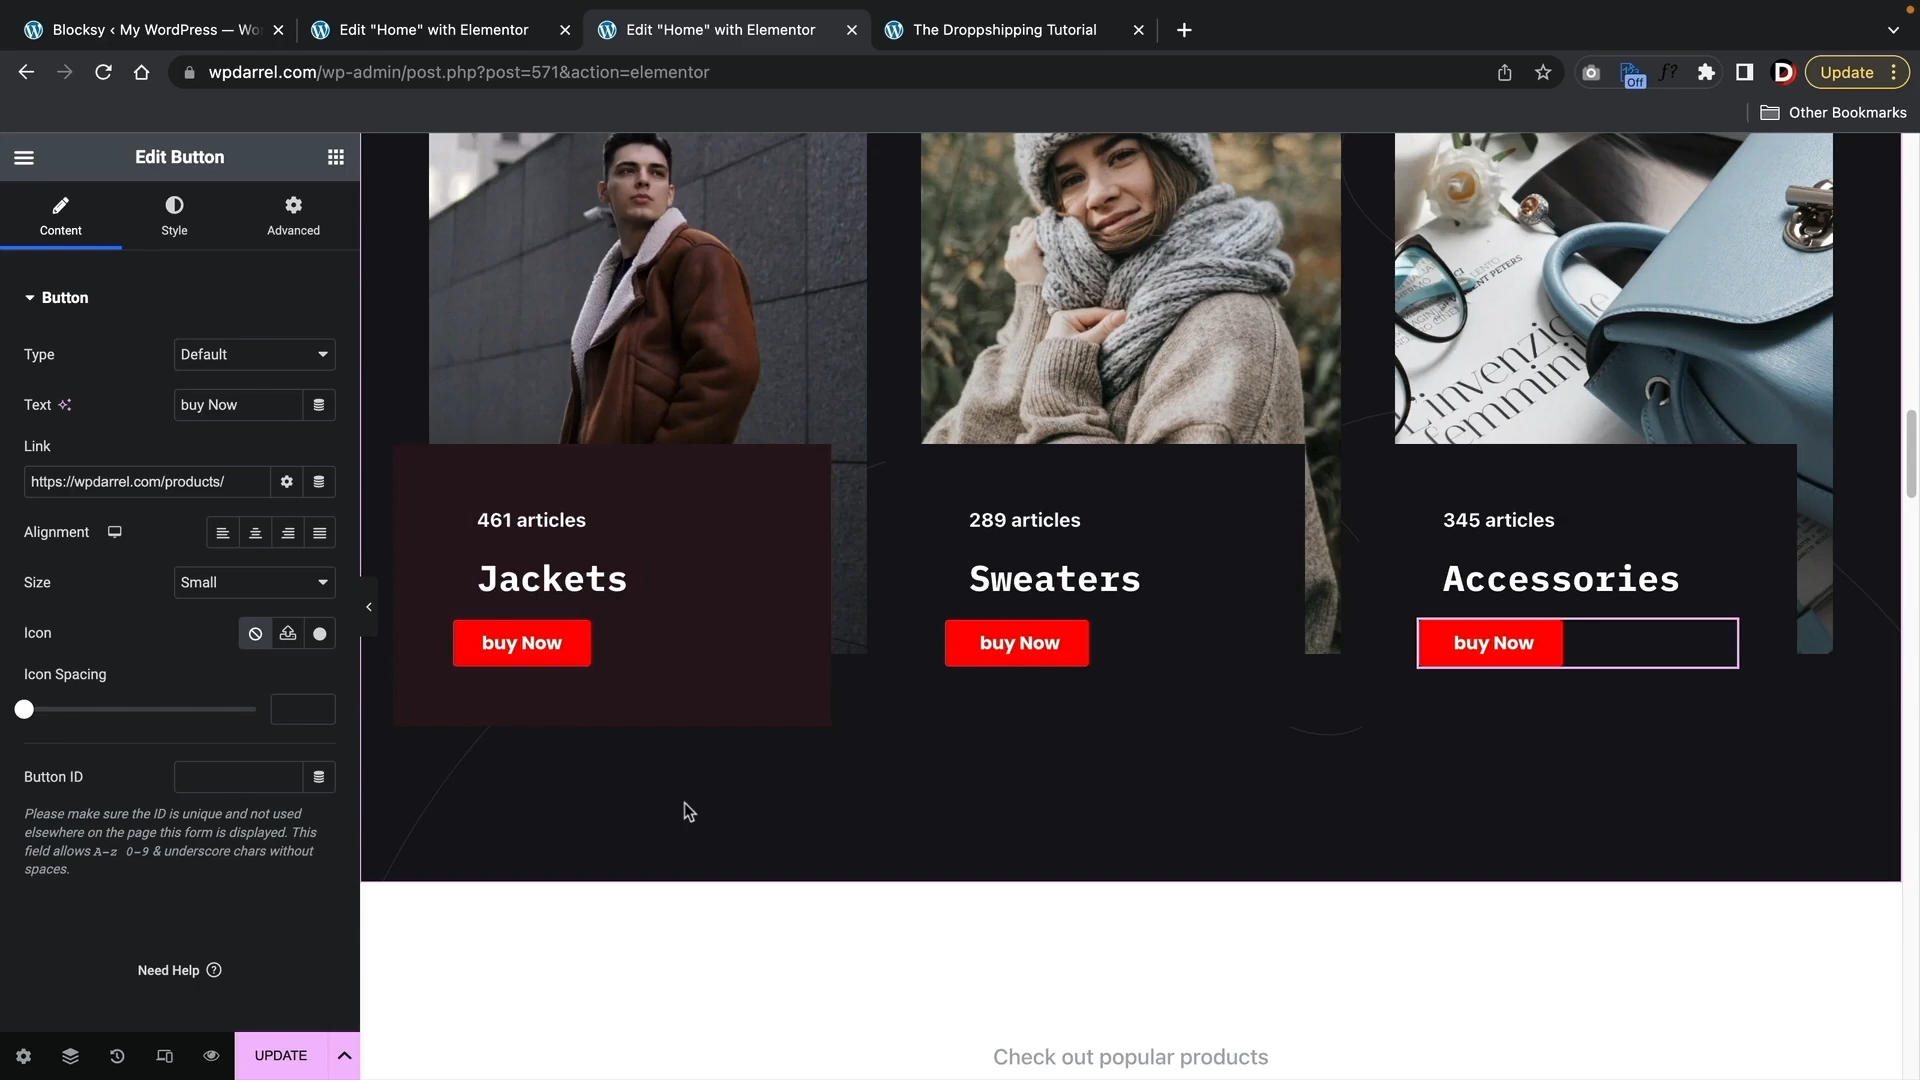 Blocksy ‹ My WordPress — Wo
Edit "Home" with Elementor
Edit "Home" with Elementor
The Droppshipping Tutorial
wpdarrel.com/wp-admin/post.php?post=571&action=elementor
Off
f?
D
Update
Other Bookmarks
Edit Button
Content
Style
Advanced
Button
Type
Default
Text
buy Now
Link
https://wpdarrel.com/products/
Alignment
Size
Small
Icon
Icon Spacing
Button ID
Please make sure the ID is unique and not used
elsewhere on the page this form is displayed. This
field allows A-z 0-9 & underscore chars without
spaces.
Need Help
UPDATE
461 articles
Jackets
buy Now
289 articles
Sweaters
buy Now
L'invenzio
femmini
345 articles
Accessories
buy Now
Check out popular products